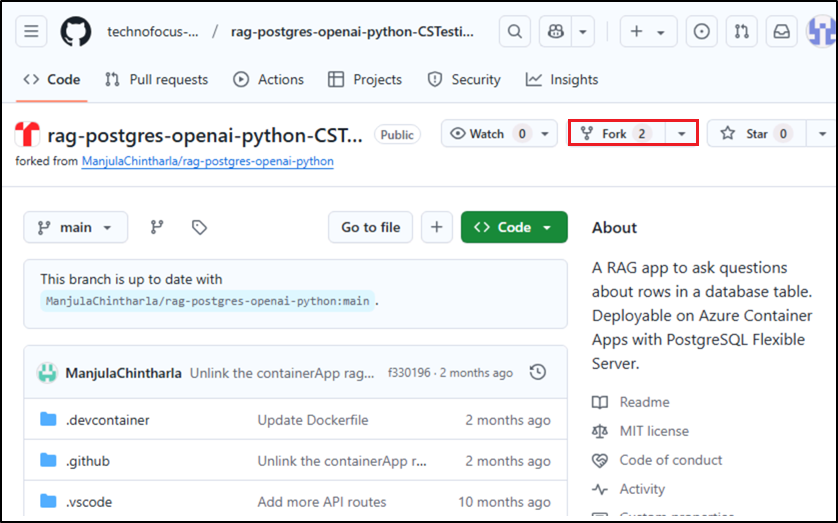 technofocus-... / rag-postgres-openai-python-CSTesti...
Code Pull requests Actions Projects Security Insights
rag-postgres-openai-python-CST... Public Watch 0 Fork 2 Star 0
forked from ManjulaChintharla/rag-postgres-openai-python
main Go to file Code
This branch is up to date with
ManjulaChintharla/rag-postgres-openai-python:main .
ManjulaChintharla Unlink the containerApp rag... f330196 · 2 months ago
.devcontainer Update Dockerfile 2 months ago
.github Unlink the containerApp r... 2 months ago
.vscode Add more API routes 10 months ago
About
A RAG app to ask questions
about rows in a database table.
Deployable on Azure Container
Apps with PostgreSQL Flexible
Server.
Readme
MIT license
Code of conduct
Activity
Custom properties